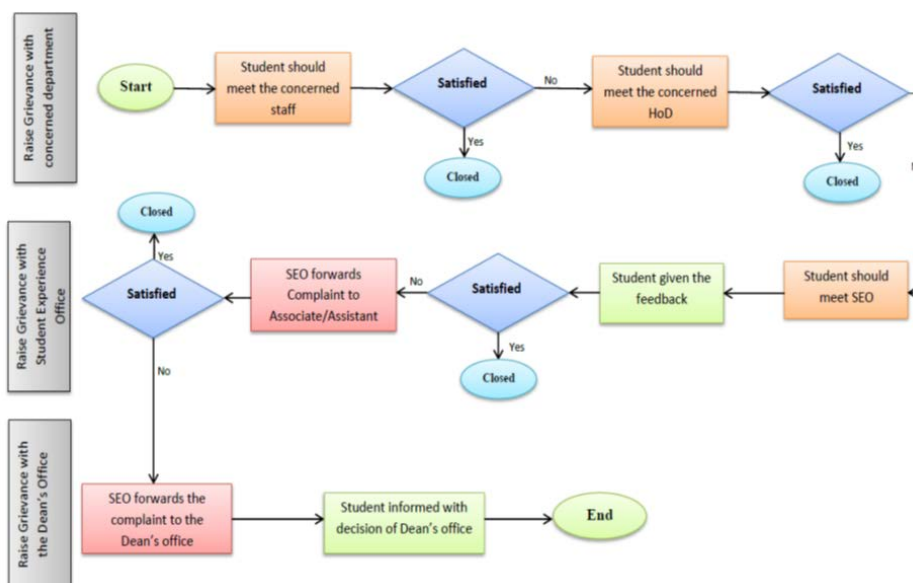 Raise Grievance with
concerned department
Start
Student should
meet the concerned
staff
Satisfied
No
Yes
Closed
Student should
meet the concerned
HoD
Satisfied
Yes
Closed
Raise Grievance with
Student Experience
Office
Student should
meet SEO
Student given the
feedback
Satisfied
No
Yes
Closed
SEO forwards
Complaint to
Associate/Assistant
Satisfied
Yes
Closed
No
Raise Grievance with
the Dean's Office
SEO forwards the
complaint to the
Dean's office
Student informed with
decision of Dean's office
End